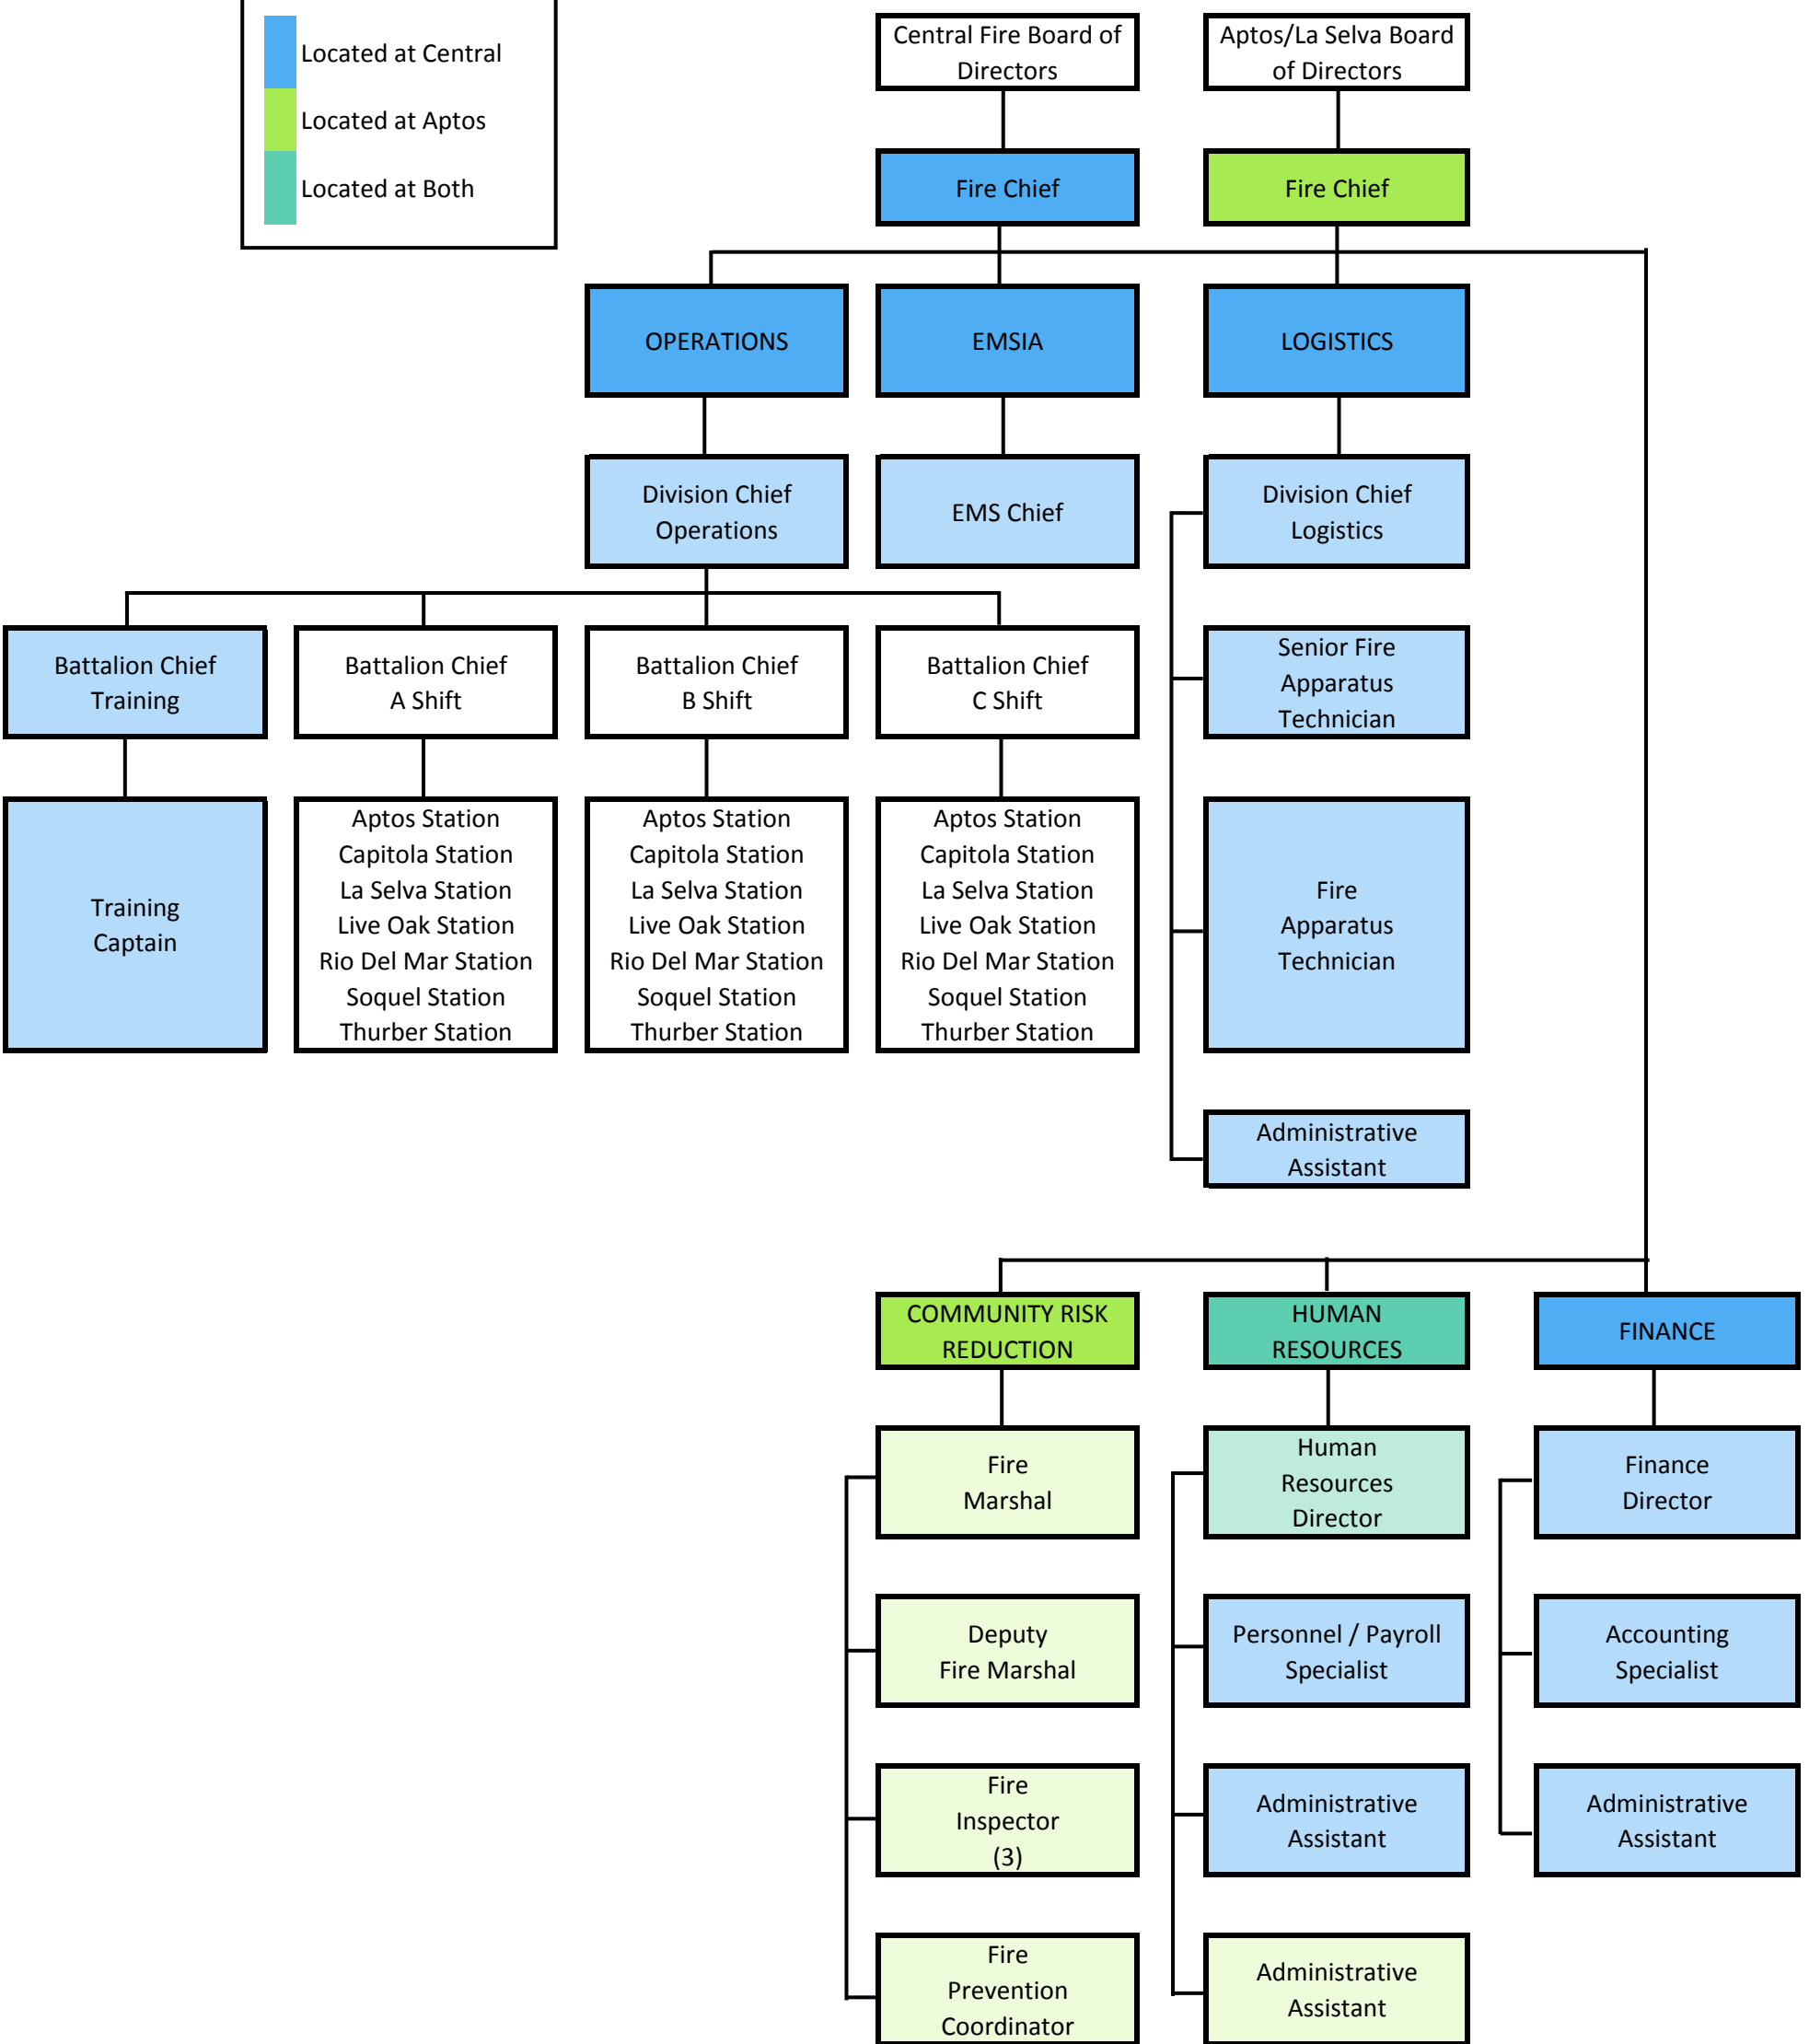 Located at Central
Located at Aptos
Located at Both
Central Fire Board of
Directors
Aptos/La Selva Board
of Directors
Fire Chief
Fire Chief
OPERATIONS
EMSIA
LOGISTICS
Division Chief
Operations
EMS Chief
Division Chief
Logistics
Battalion Chief
Training
Battalion Chief
A Shift
Battalion Chief
B Shift
Battalion Chief
C Shift
Senior Fire
Apparatus
Technician
Training
Captain
Aptos Station
Capitola Station
La Selva Station
Live Oak Station
Rio Del Mar Station
Soquel Station
Thurber Station
Aptos Station
Capitola Station
La Selva Station
Live Oak Station
Rio Del Mar Station
Soquel Station
Thurber Station
Aptos Station
Capitola Station
La Selva Station
Live Oak Station
Rio Del Mar Station
Soquel Station
Thurber Station
Fire
Apparatus
Technician
Administrative
Assistant
COMMUNITY RISK
REDUCTION
HUMAN
RESOURCES
FINANCE
Fire
Marshal
Human
Resources
Director
Finance
Director
Deputy
Fire Marshal
Personnel / Payroll
Specialist
Accounting
Specialist
Fire
Inspector
(3)
Administrative
Assistant
Administrative
Assistant
Fire
Prevention
Coordinator
Administrative
Assistant